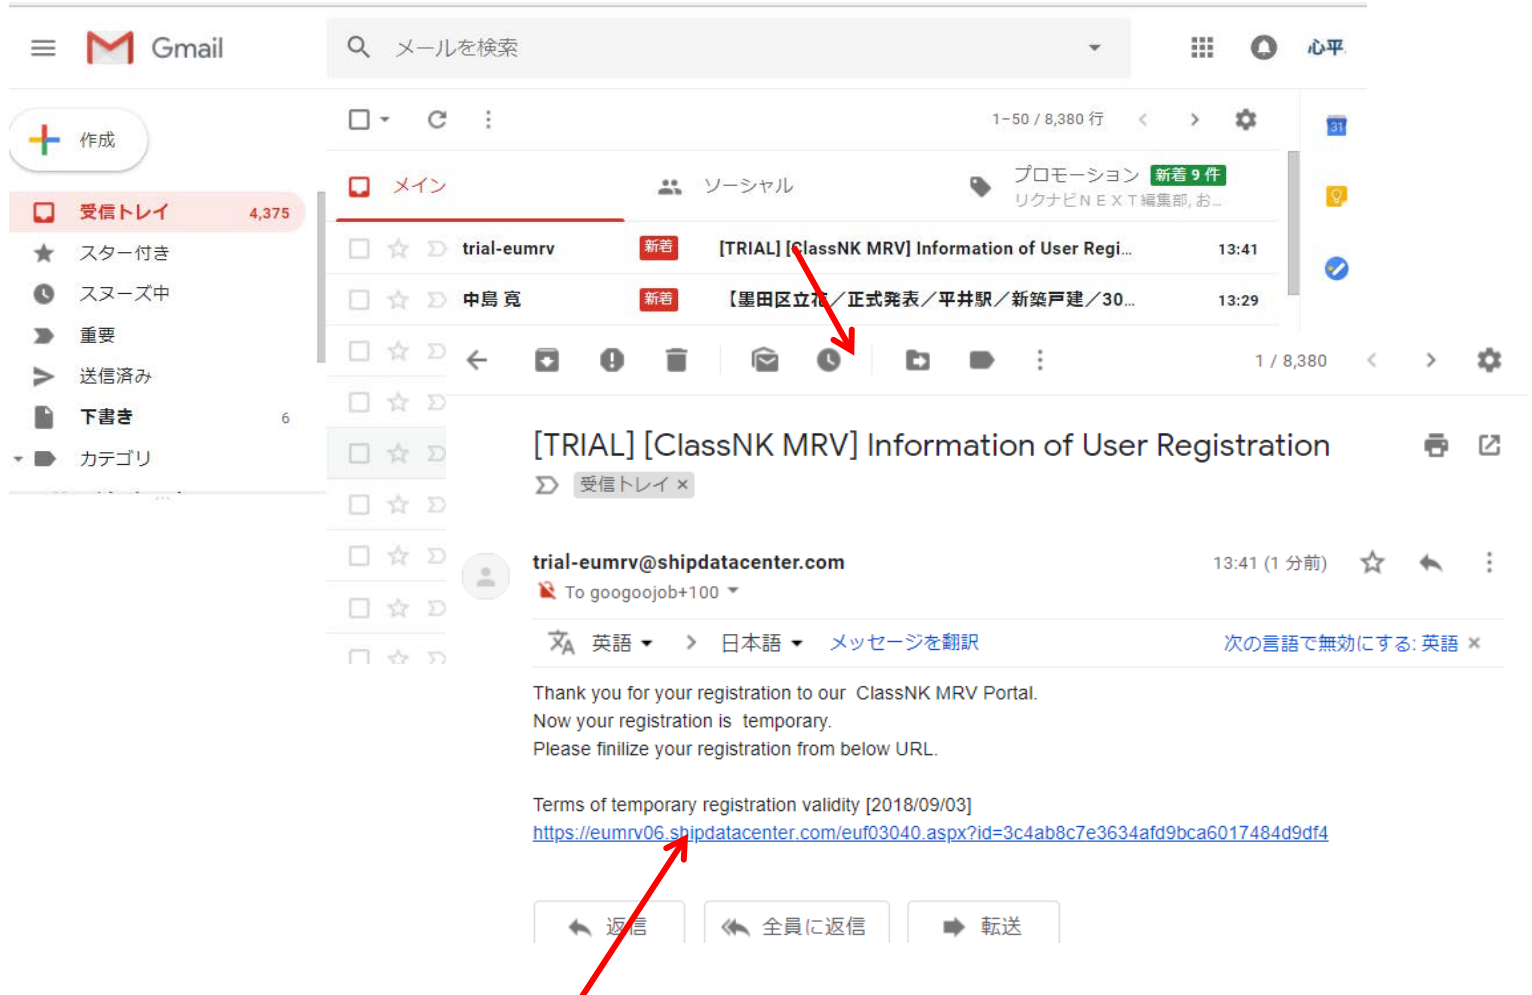 Gmail
メールを検索
心平
作成
1–50 / 8,380 行
31
メイン
ソーシャル
プロモーション 新着 9 件
リクナビＮＥＸＴ編集部, お...
受信トレイ 4,375
スター付き
スヌーズ中
重要
送信済み
下書き 6
カテゴリ
trial-eumrv 新着 [TRIAL] [ClassNK MRV] Information of User Regi... 13:41
中島 寛 新着 【墨田区立花／正式発表／平井駅／新築戸建／30... 13:29
1 / 8,380
[TRIAL] [ClassNK MRV] Information of User Registration
受信トレイ ×
trial-eumrv@shipdatacenter.com 13:41 (1 分前)
To googoojob+100
英語 > 日本語 メッセージを翻訳 次の言語で無効にする: 英語 ×
Thank you for your registration to our ClassNK MRV Portal.
Now your registration is temporary.
Please finilize your registration from below URL.
Terms of temporary registration validity [2018/09/03]
https://eumrv06.shipdatacenter.com/euf03040.aspx?id=3c4ab8c7e3634afd9bca6017484d9df4
返信 全員に返信 転送